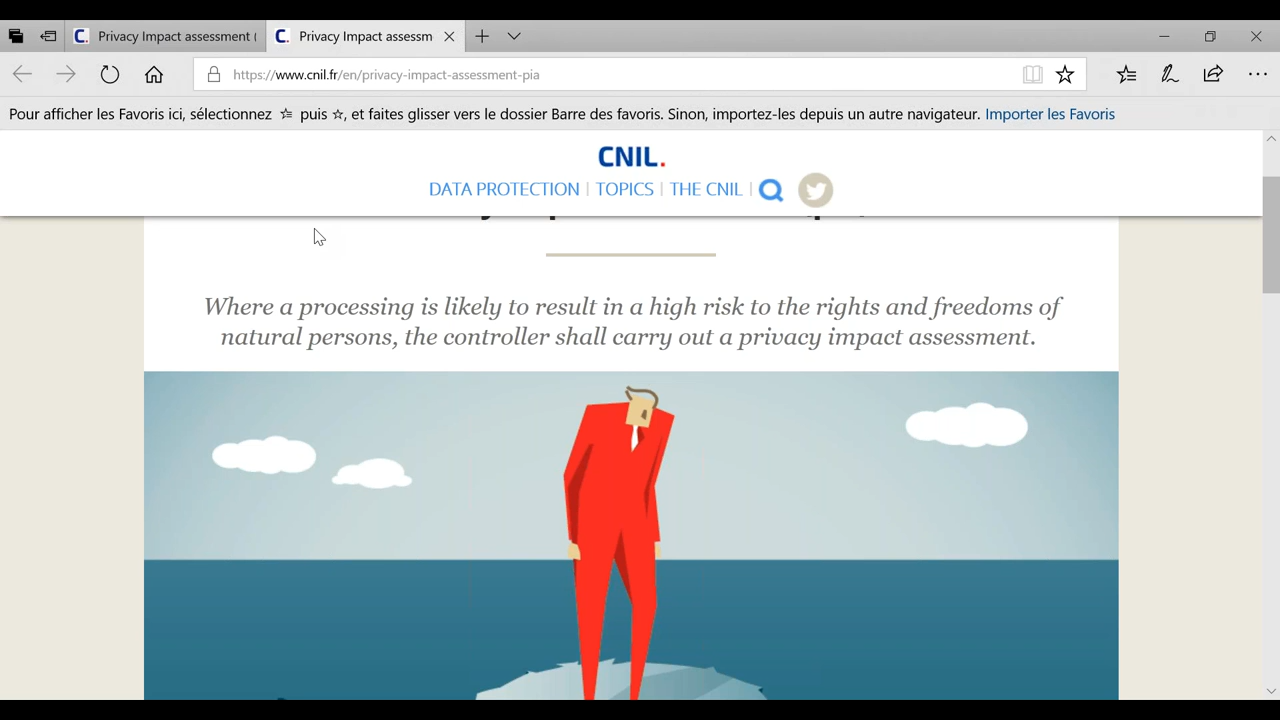 Privacy Impact assessment (
Privacy Impact assessm
https://www.cnil.fr/en/privacy-impact-assessment-pia
Pour afficher les Favoris ici, sélectionnez puis ☆, et faites glisser vers le dossier Barre des favoris. Sinon, importez-les depuis un autre navigateur. Importer les Favoris
CNIL.
DATA PROTECTION | TOPICS | THE CNIL |
Where a processing is likely to result in a high risk to the rights and freedoms of
natural persons, the controller shall carry out a privacy impact assessment.